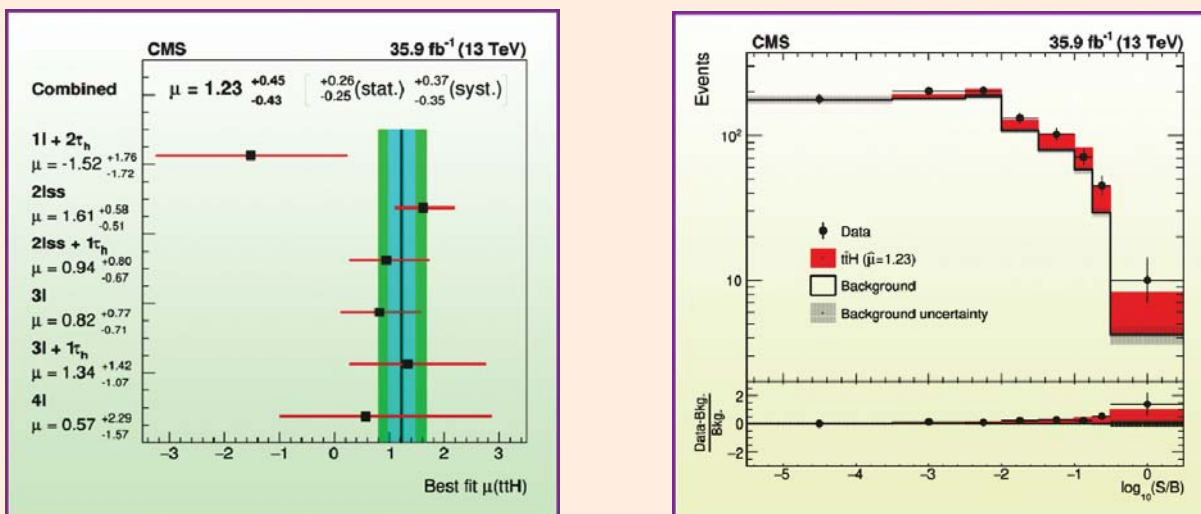 CMS 35.9 fb⁻¹ (13 TeV)
Combined μ = 1.23 +0.45 -0.43 [ +0.26 -0.25 (stat.) +0.37 -0.35 (syst.) ]
1l + 2τh
μ = -1.52 +1.76 -1.72
2lss
μ = 1.61 +0.58 -0.51
2lss + 1τh
μ = 0.94 +0.80 -0.67
3l
μ = 0.82 +0.77 -0.71
3l + 1τh
μ = 1.34 +1.42 -1.07
4l
μ = 0.57 +2.29 -1.57
−3 −2 −1 0 1 2 3
Best fit μ(ttH)
CMS 35.9 fb⁻¹ (13 TeV)
Events
10²
10
Data
tt̄H (μ̂=1.23)
Background
Background uncertainty
Data-Bkg.
Bkg.
2
0
−2
−5 −4 −3 −2 −1 0
log₁₀(S/B)